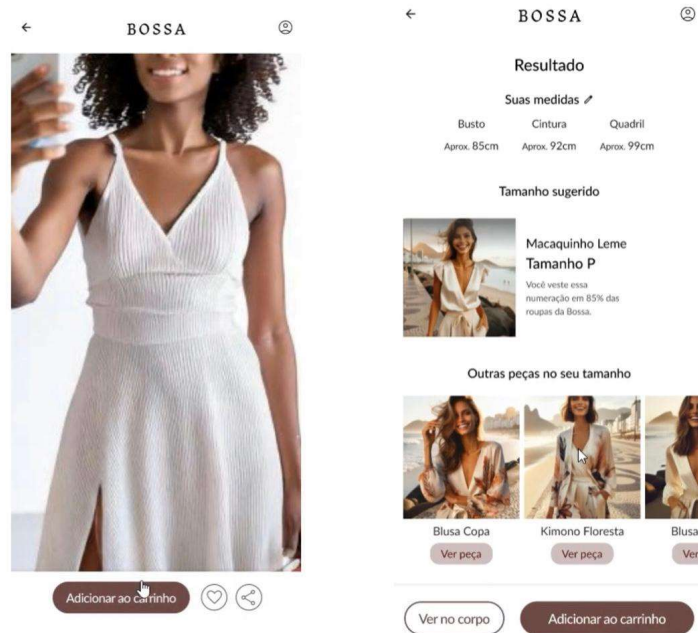 BOSSA
Adicionar ao carrinho
BOSSA
Resultado
Suas medidas
Busto
Cintura
Quadril
Aprox. 85cm
Aprox. 92cm
Aprox. 99cm
Tamanho sugerido
Macaquinho Leme
Tamanho P
Você veste essa
numeração em 85% das
roupas da Bossa.
Outras peças no seu tamanho
Blusa Copa
Kimono Floresta
Blusa
Ver peça
Ver peça
Ver
Ver no corpo
Adicionar ao carrinho